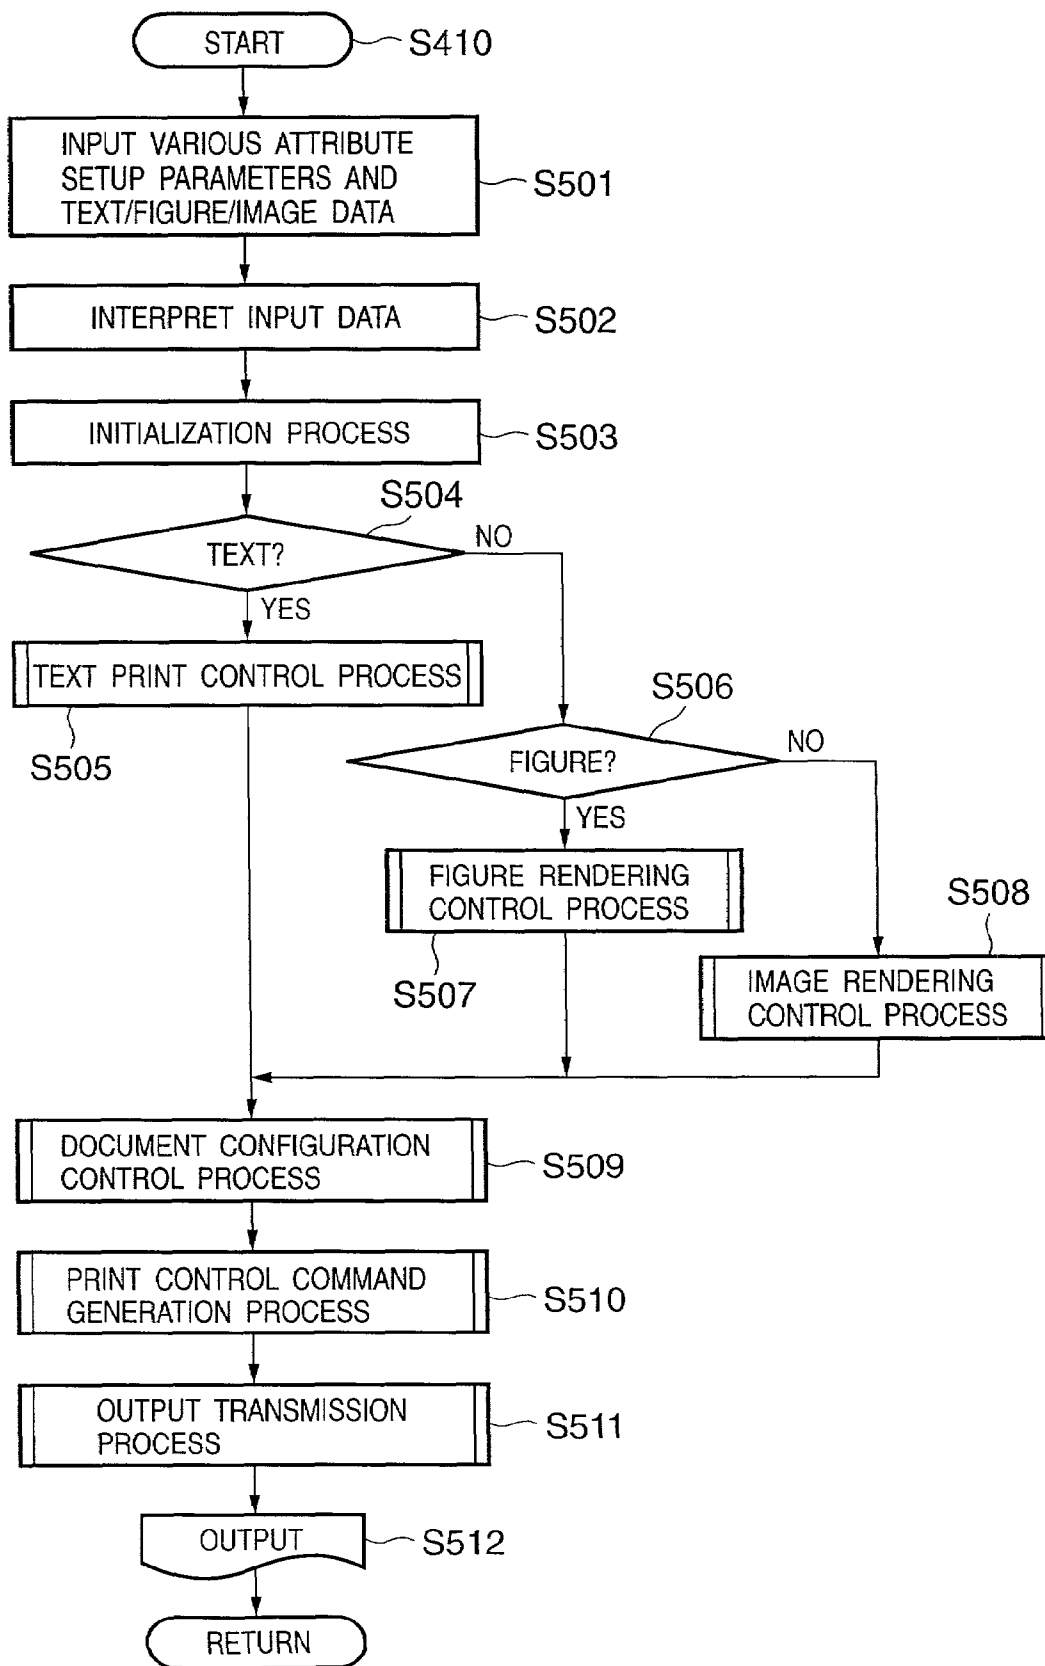 START
S410
INPUT VARIOUS ATTRIBUTE
SETUP PARAMETERS AND
TEXT/FIGURE/IMAGE DATA
S501
INTERPRET INPUT DATA
S502
INITIALIZATION PROCESS
S503
S504
TEXT?
NO
YES
TEXT PRINT CONTROL PROCESS
S505
S506
FIGURE?
NO
YES
FIGURE RENDERING
CONTROL PROCESS
S507
S508
IMAGE RENDERING
CONTROL PROCESS
DOCUMENT CONFIGURATION
CONTROL PROCESS
S509
PRINT CONTROL COMMAND
GENERATION PROCESS
S510
OUTPUT TRANSMISSION
PROCESS
S511
OUTPUT
S512
RETURN